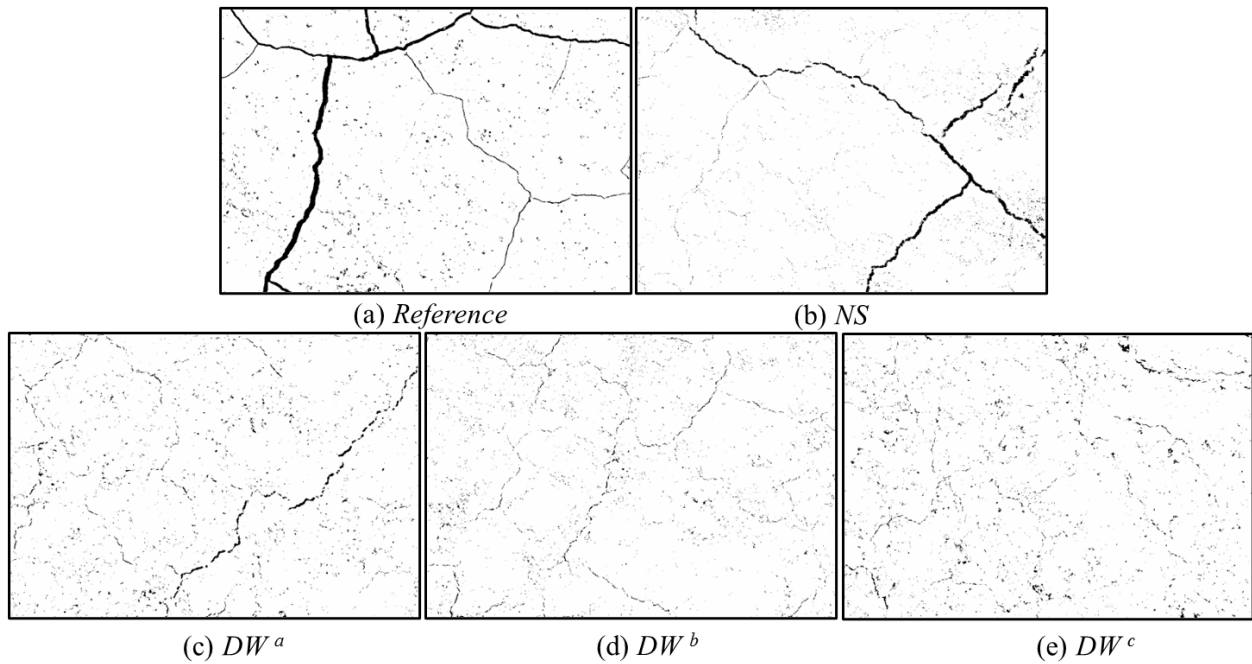 (a) Reference
(b) NS
(c) DW ᵃ
(d) DW ᵇ
(e) DW ᶜ